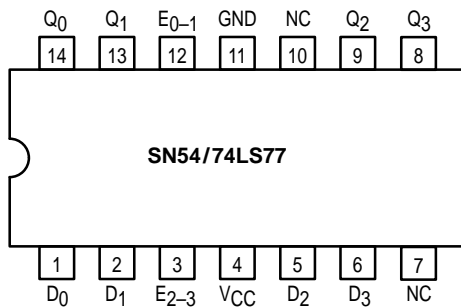 Q0 Q1 E0–1 GND NC Q2 Q3
14 13 12 11 10 9 8
SN54/74LS77
1 2 3 4 5 6 7
D0 D1 E2–3 VCC D2 D3 NC